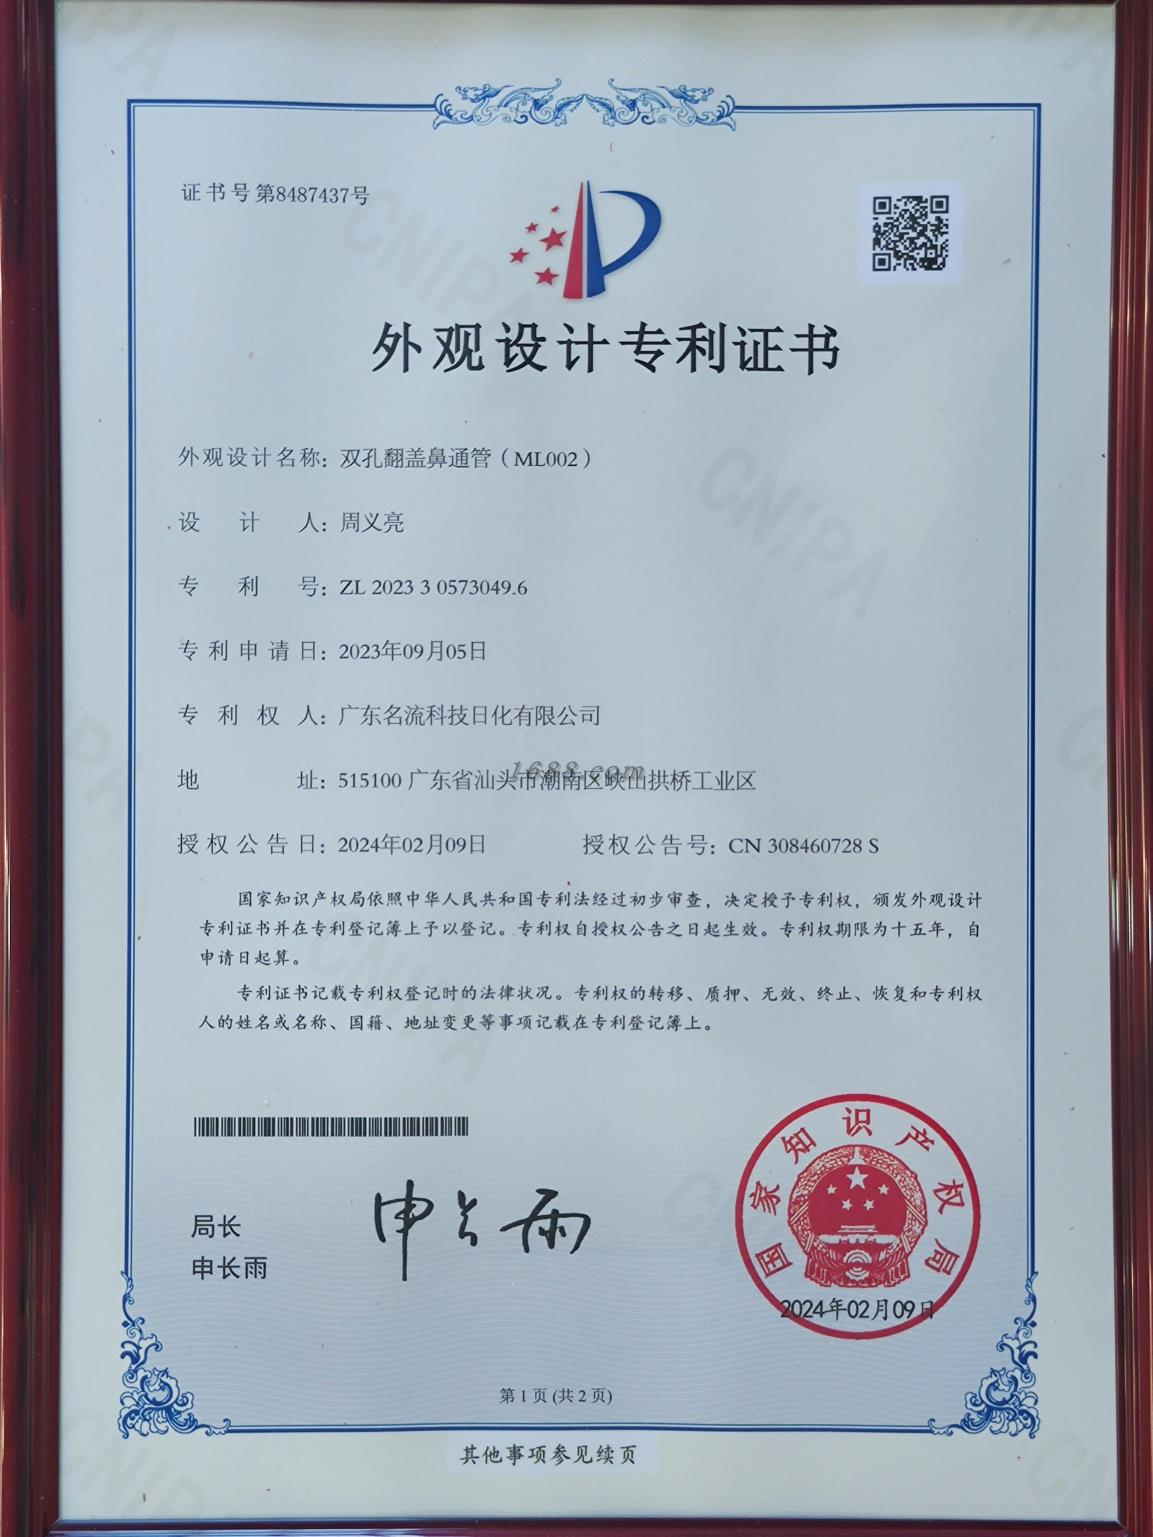 证书号第8487437号
外观设计专利证书
外观设计名称：双孔翻盖鼻通管（ML002）
设计人：周义亮
专利号：ZL 2023 3 0573049.6
专利申请日：2023年09月05日
专利权人：广东名流科技日化有限公司
地址：515100 广东省汕头市潮南区峡山拱桥工业区
1688.com
授权公告日：2024年02月09日 授权公告号：CN 308460728 S
国家知识产权局依照中华人民共和国专利法经过初步审查，决定授予专利权，颁发外观设计
专利证书并在专利登记簿上予以登记。专利权自授权公告之日起生效。专利权期限为十五年，自
申请日起算。
专利证书记载专利权登记时的法律状况。专利权的转移、质押、无效、终止、恢复和专利权
人的姓名或名称、国籍、地址变更等事项记载在专利登记簿上。
局长
申长雨
申长雨
国家知识产权局
2024年02月09日
第 1 页 (共 2 页)
其他事项参见续页
CNIPA
CNIPA
CNIPA